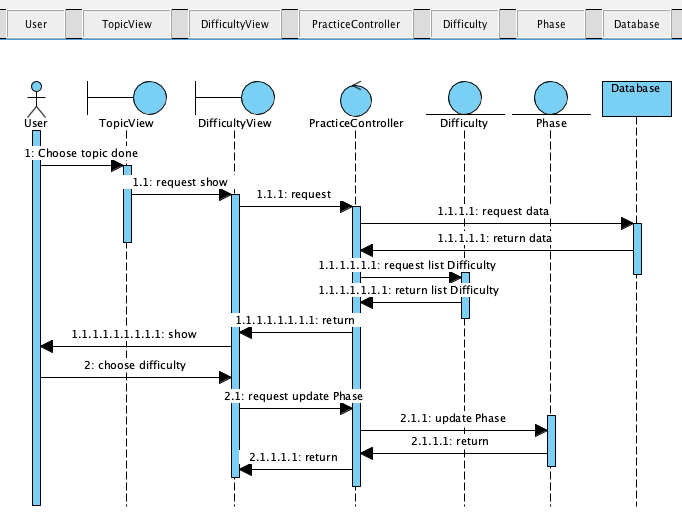 User
TopicView
DifficultyView
PracticeController
Difficulty
Phase
Database
Database
User
TopicView
DifficultyView
PracticeController
Difficulty
Phase
1: Choose topic done
1.1: request show
1.1.1: request
1.1.1.1: request data
1.1.1.1.1: return data
1.1.1.1.1.1: request list Difficulty
1.1.1.1.1.1.1: return list Difficulty
1.1.1.1.1.1.1.1: return
1.1.1.1.1.1.1.1.1: show
2: choose difficulty
2.1: request update Phase
2.1.1: update Phase
2.1.1.1: return
2.1.1.1.1: return